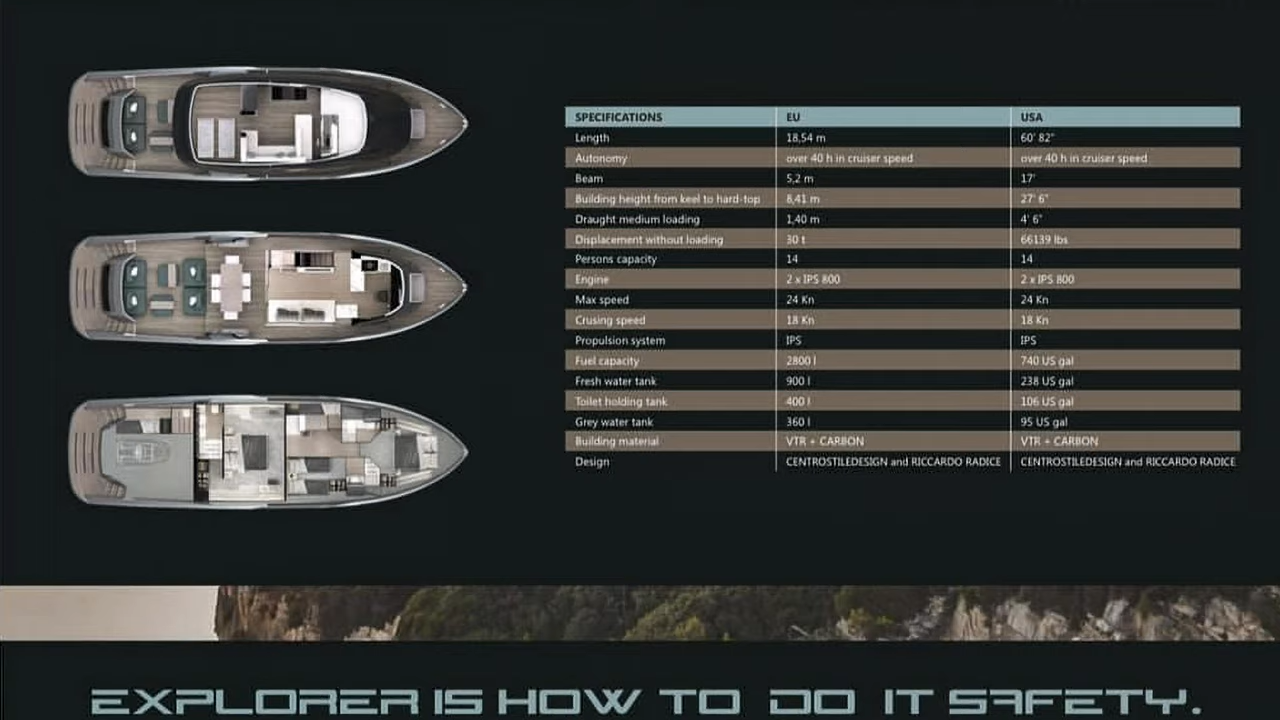 SPECIFICATIONS EU USA
Length 18,54 m 60' 82"
Autonomy over 40 h in cruiser speed over 40 h in cruiser speed
Beam 5,2 m 17'
Building height from keel to hard-top 8,41 m 27' 6"
Draught medium loading 1,40 m 4' 6"
Displacement without loading 30 t 66139 lbs
Persons capacity 14 14
Engine 2 x IPS 800 2 x IPS 800
Max speed 24 Kn 24 Kn
Crusing speed 18 Kn 18 Kn
Propulsion system IPS IPS
Fuel capacity 2800 l 740 US gal
Fresh water tank 900 l 238 US gal
Toilet holding tank 400 l 106 US gal
Grey water tank 360 l 95 US gal
Building material VTR + CARBON VTR + CARBON
Design CENTROSTILEDESIGN and RICCARDO RADICE CENTROSTILEDESIGN and RICCARDO RADICE
EXPLORER IS HOW TO DO IT SAFETY.